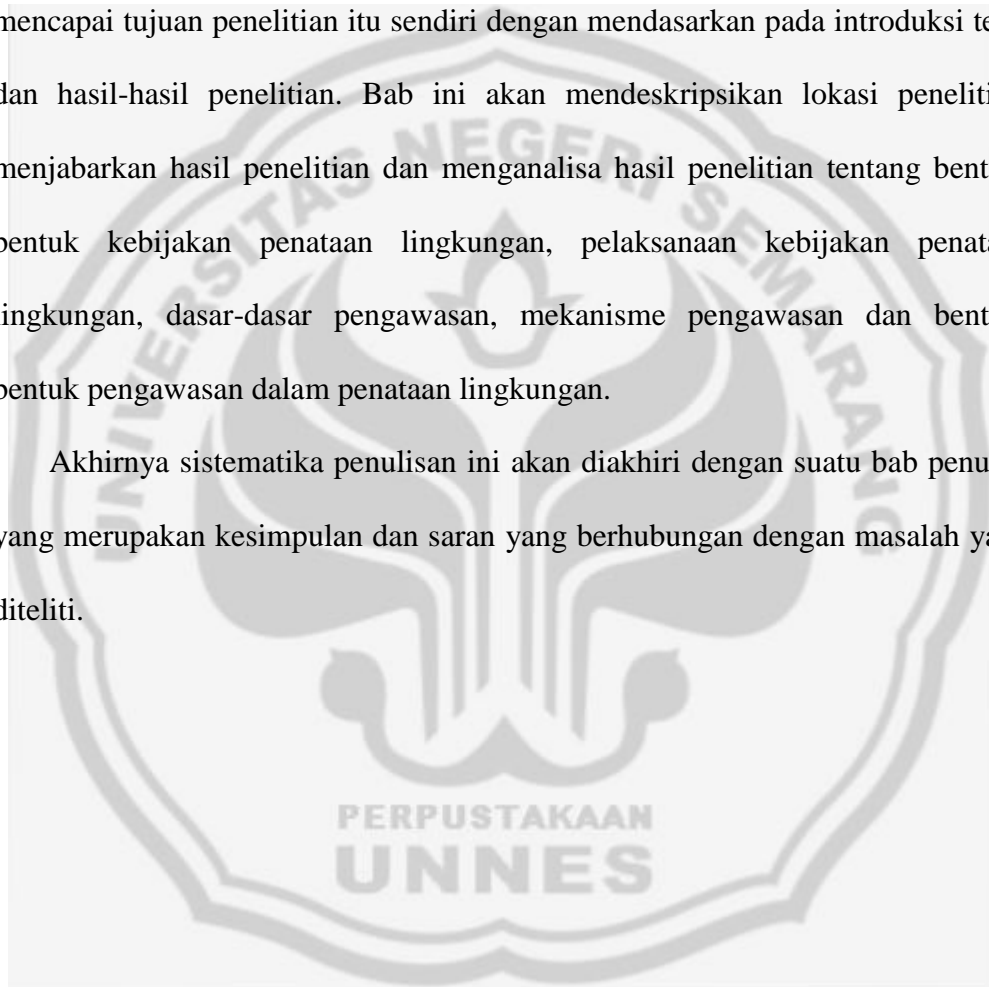 mencapai tujuan penelitian itu sendiri dengan mendasarkan pada introduksi te
dan hasil-hasil penelitian. Bab ini akan mendeskripsikan lokasi peneliti
menjabarkan hasil penelitian dan menganalisa hasil penelitian tentang bent
bentuk kebijakan penataan lingkungan, pelaksanaan kebijakan penata
lingkungan, dasar-dasar pengawasan, mekanisme pengawasan dan bent
bentuk pengawasan dalam penataan lingkungan.
Akhirnya sistematika penulisan ini akan diakhiri dengan suatu bab penu
yang merupakan kesimpulan dan saran yang berhubungan dengan masalah ya
diteliti.
UNIVERSITAS NEGERI SEMARANG
PERPUSTAKAAN
UNNES